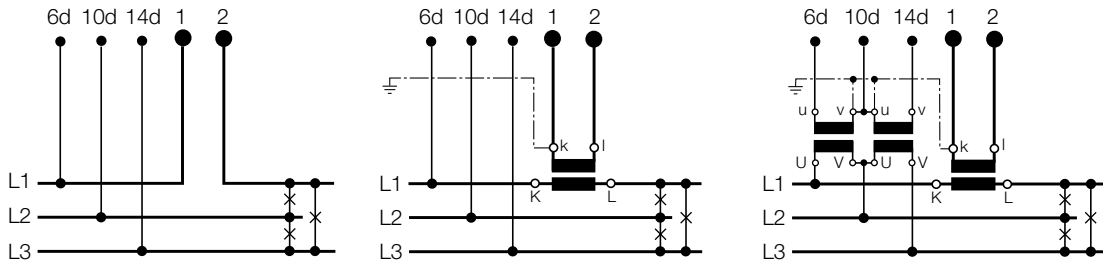 6d 10d 14d 1 2
L1
L2
L3
6d 10d 14d 1 2
k l
L1
K L
L2
L3
6d 10d 14d 1 2
u v u v
k l
U V U V
L1
K L
L2
L3